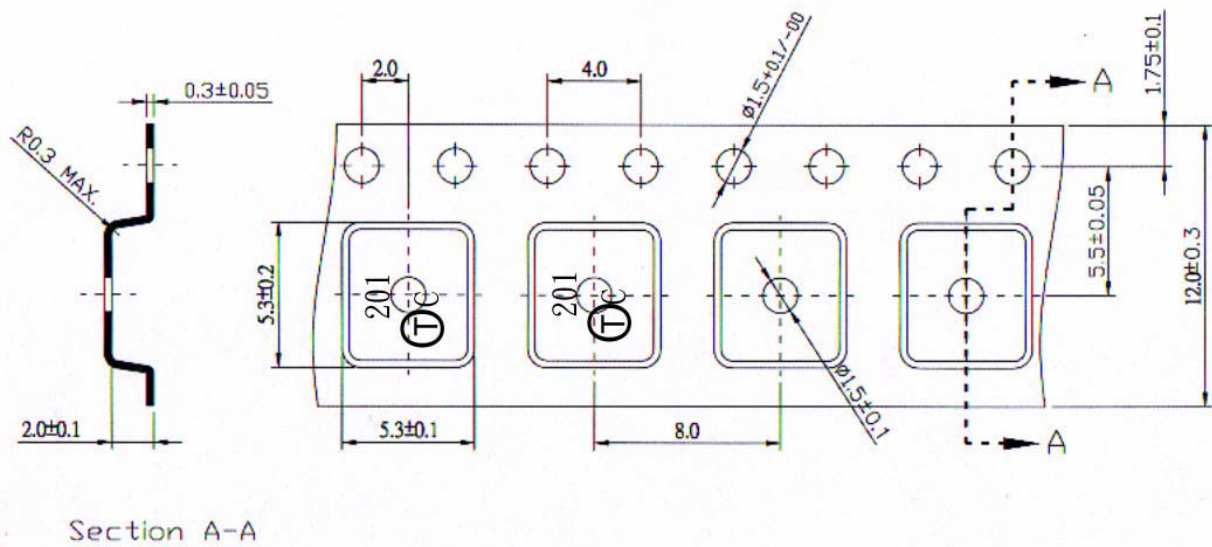 0.3±0.05
R0.3 MAX.
2.0±0.1
Section A-A
2.0
4.0
Ø1.5+0.1/-00
A
1.75±0.1
5.3±0.2
201
ⓉC
201
ⓉC
5.5±0.05
12.0±0.3
5.3±0.1
8.0
Ø1.5±0.1
A